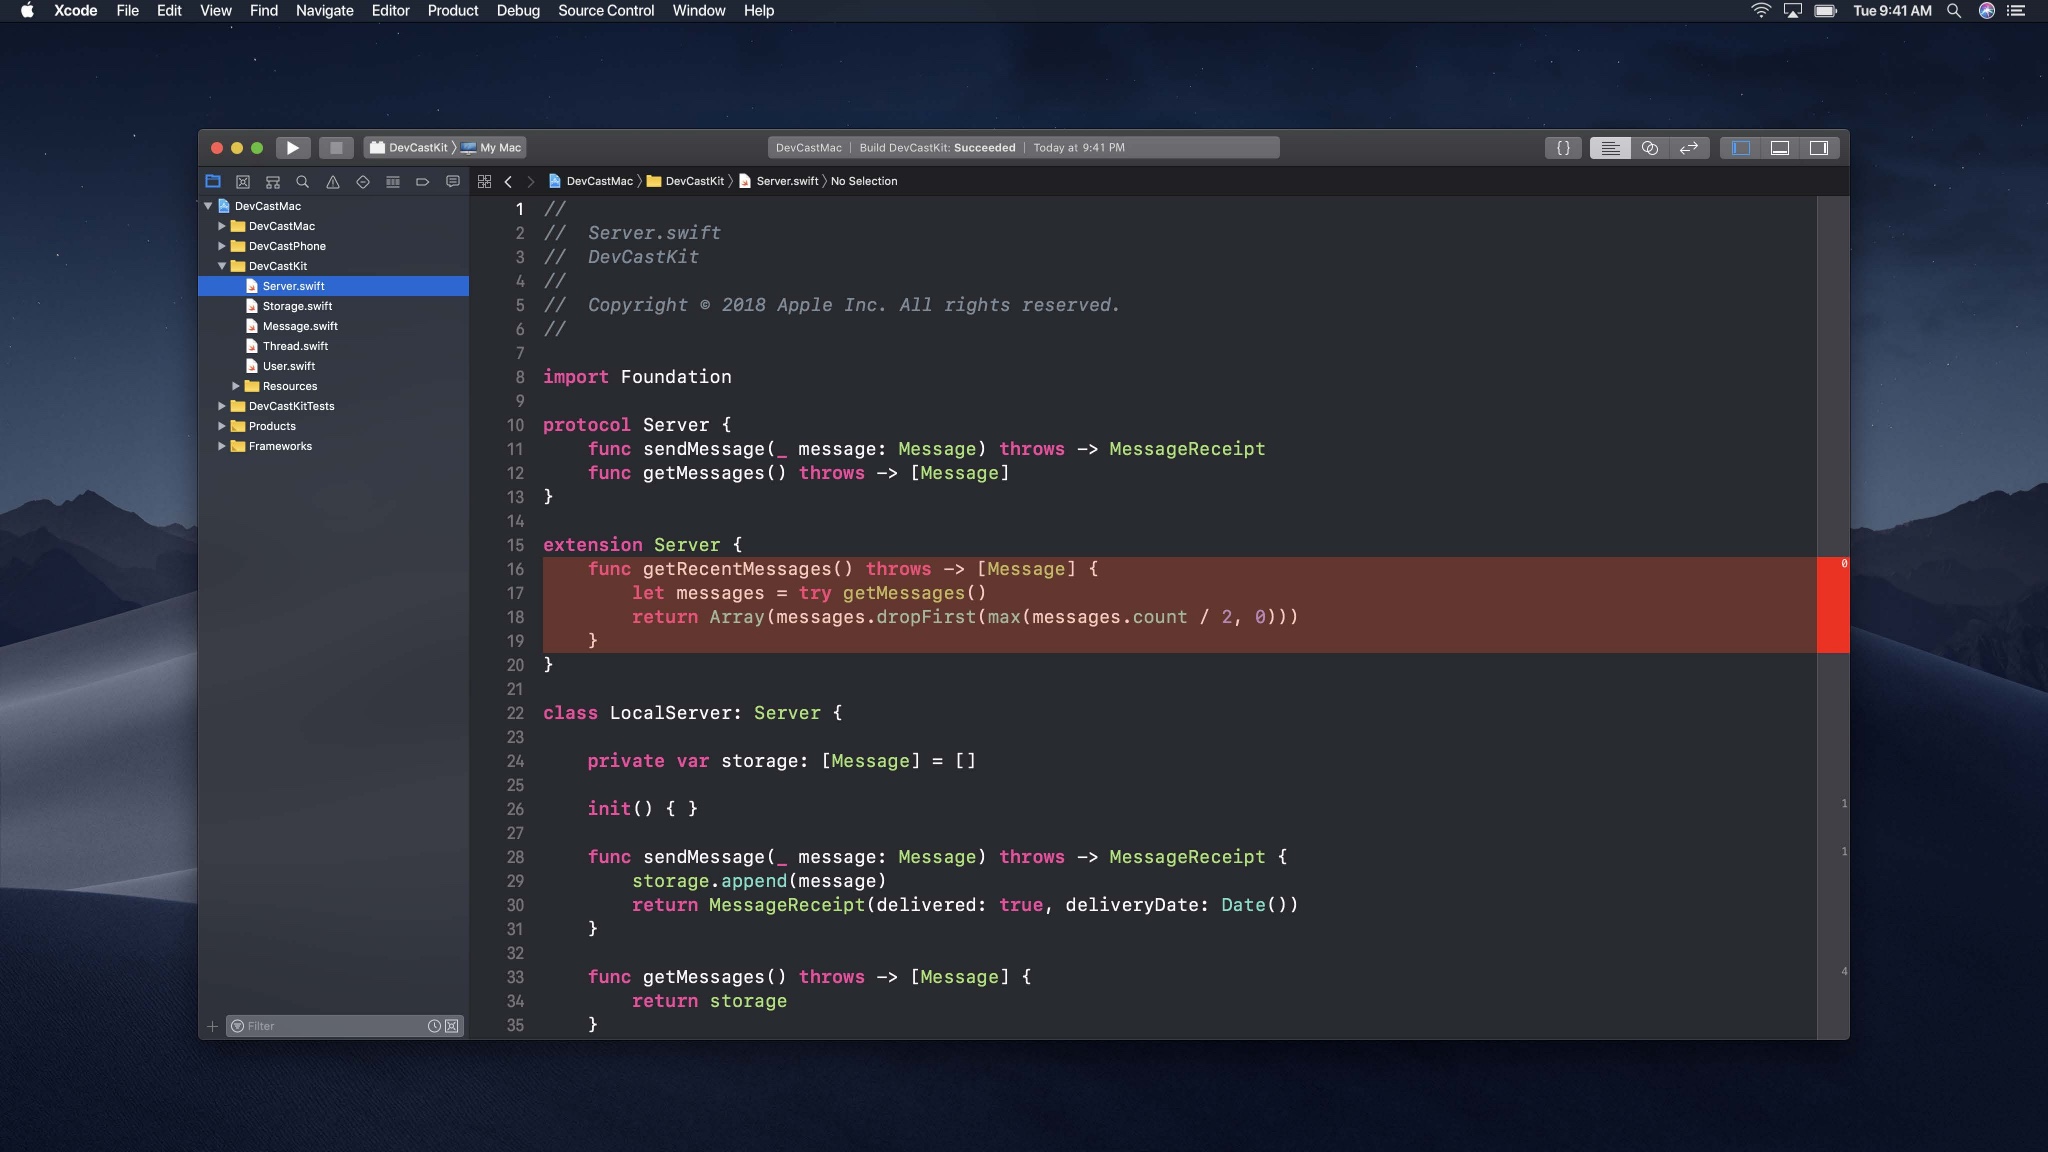 Xcode File Edit View Find Navigate Editor Product Debug Source Control Window Help Tue 9:41 AM
DevCastKit My Mac DevCastMac | Build DevCastKit: Succeeded | Today at 9:41 PM {}
DevCastMac DevCastKit Server.swift No Selection
DevCastMac
DevCastMac
DevCastPhone
DevCastKit
Server.swift
Storage.swift
Message.swift
Thread.swift
User.swift
Resources
DevCastKitTests
Products
Frameworks
Filter
1 //
2 //  Server.swift
3 //  DevCastKit
4 //
5 //  Copyright © 2018 Apple Inc. All rights reserved.
6 //
7
8 import Foundation
9
10 protocol Server {
11     func sendMessage(_ message: Message) throws -> MessageReceipt
12     func getMessages() throws -> [Message]
13 }
14
15 extension Server {
16     func getRecentMessages() throws -> [Message] { 0
17         let messages = try getMessages()
18         return Array(messages.dropFirst(max(messages.count / 2, 0)))
19     }
20 }
21
22 class LocalServer: Server {
23
24     private var storage: [Message] = []
25
26     init() { } 1
27
28     func sendMessage(_ message: Message) throws -> MessageReceipt { 1
29         storage.append(message)
30         return MessageReceipt(delivered: true, deliveryDate: Date())
31     }
32
33     func getMessages() throws -> [Message] { 4
34         return storage
35     }